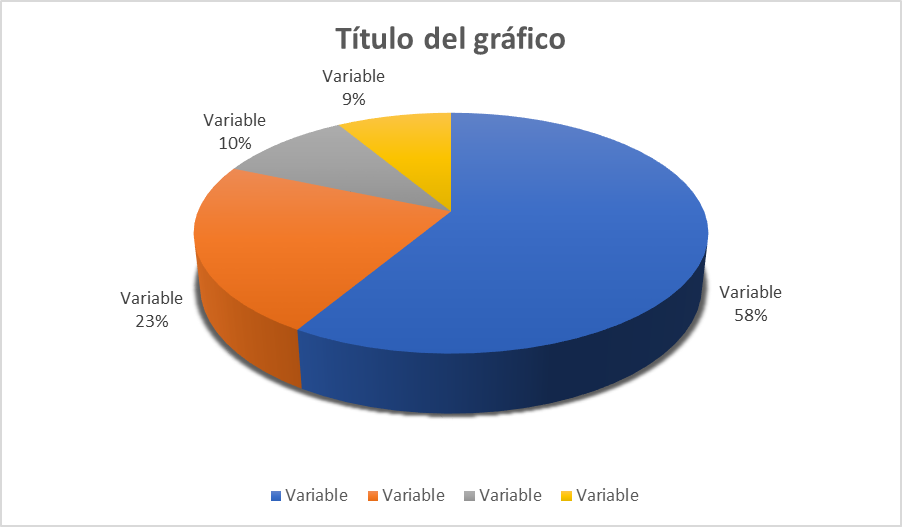 Título del gráfico
Variable
9%
Variable
10%
Variable
23%
Variable
58%
Variable Variable Variable Variable